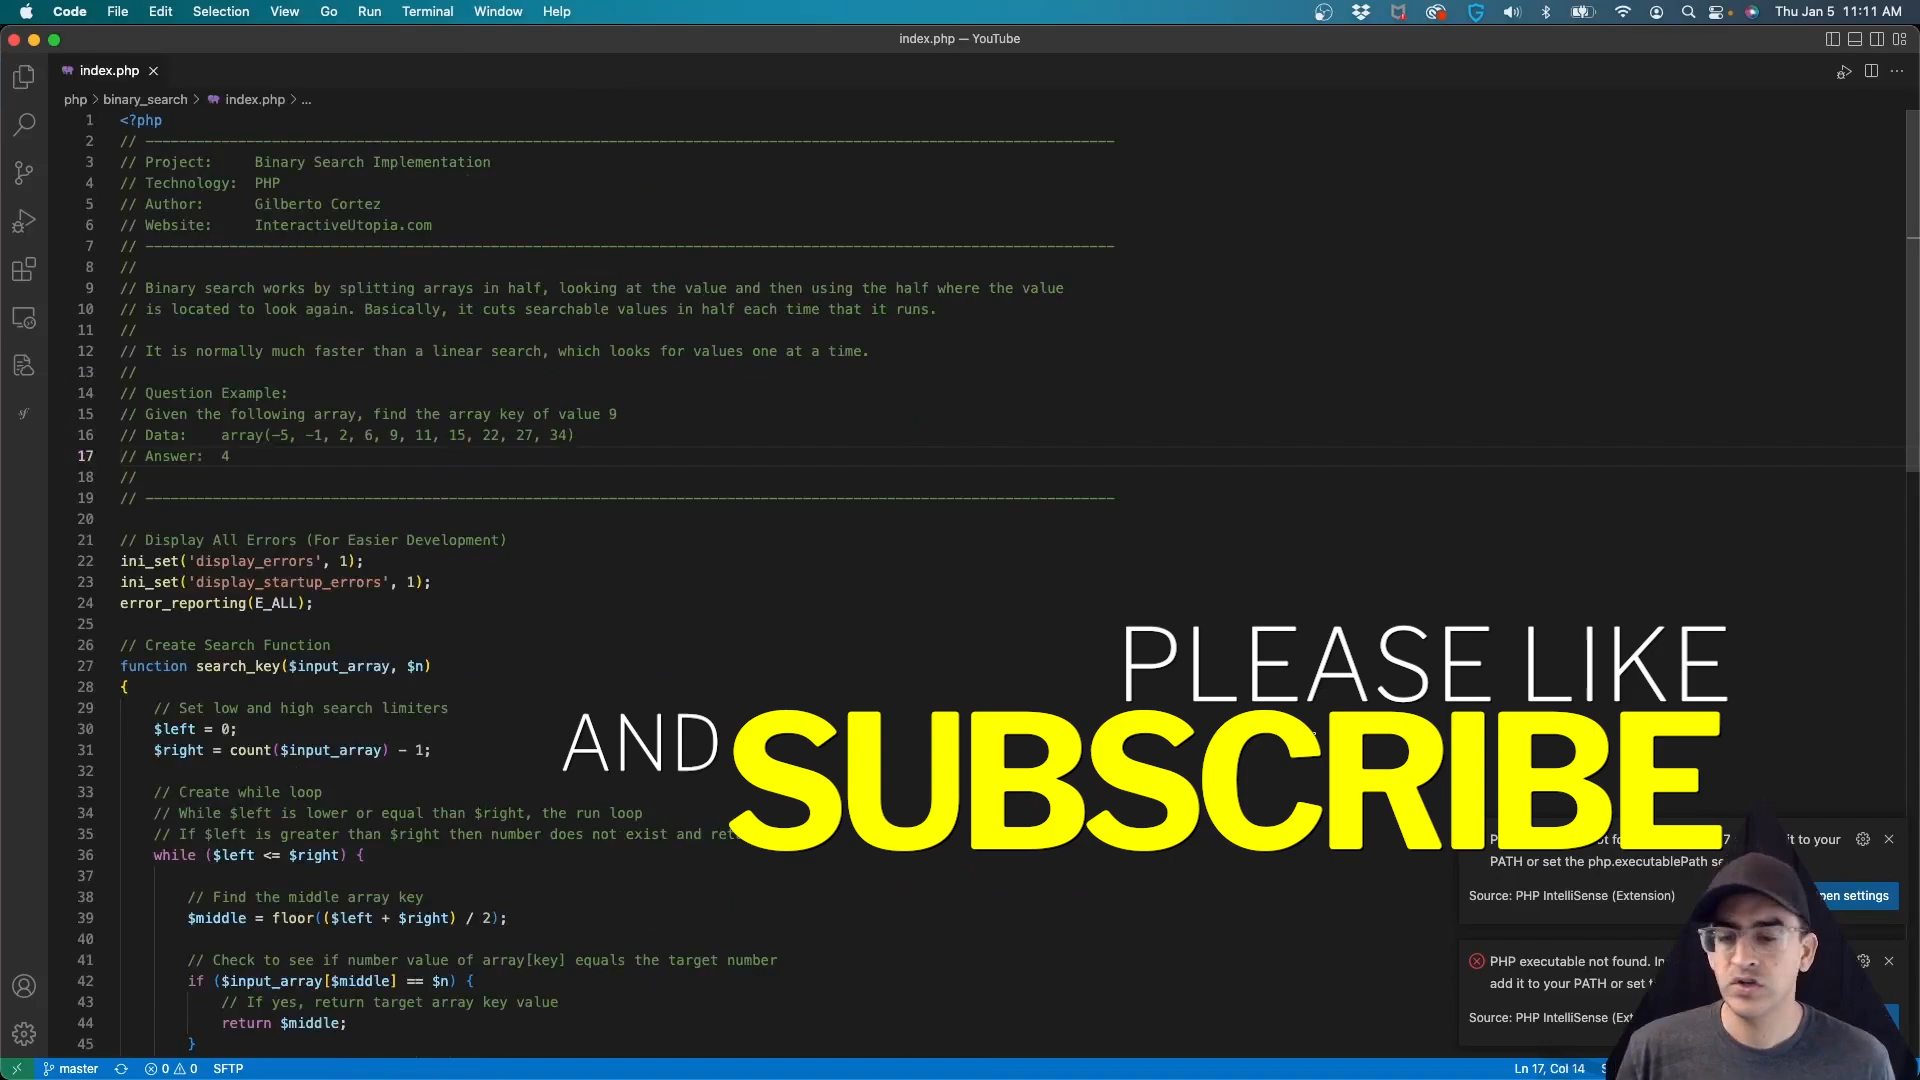 Code File Edit Selection View Go Run Terminal Window Help Thu Jan 5 11:11 AM
index.php — YouTube
index.php
php > binary_search > index.php > ...
1 <?php
2 // ------------------------------------------------------------------------------------------------------------------
3 // Project: Binary Search Implementation
4 // Technology: PHP
5 // Author: Gilberto Cortez
6 // Website: InteractiveUtopia.com
7 // ------------------------------------------------------------------------------------------------------------------
8 //
9 // Binary search works by splitting arrays in half, looking at the value and then using the half where the value
10 // is located to look again. Basically, it cuts searchable values in half each time that it runs.
11 //
12 // It is normally much faster than a linear search, which looks for values one at a time.
13 //
14 // Question Example:
15 // Given the following array, find the array key of value 9
16 // Data: array(-5, -1, 2, 6, 9, 11, 15, 22, 27, 34)
17 // Answer: 4
18 //
19 // ------------------------------------------------------------------------------------------------------------------
20
21 // Display All Errors (For Easier Development)
22 ini_set('display_errors', 1);
23 ini_set('display_startup_errors', 1);
24 error_reporting(E_ALL);
25
26 // Create Search Function
27 function search_key($input_array, $n)
28 {
29 // Set low and high search limiters
30 $left = 0;
31 $right = count($input_array) - 1;
32
33 // Create while loop
34 // While $left is lower or equal than $right, the run loop
35 // If $left is greater than $right then number does not exist and
36 while ($left <= $right) {
37
38 // Find the middle array key
39 $middle = floor(($left + $right) / 2);
40
41 // Check to see if number value of array[key] equals the target number
42 if ($input_array[$middle] == $n) {
43 // If yes, return target array key value
44 return $middle;
45 }
PLEASE LIKE
AND SUBSCRIBE
it to your
PATH or set the php.executablePath
Source: PHP IntelliSense (Extension)
settings
PHP executable not found.
add it to your PATH or set
Source: PHP IntelliSense
master 0 0 SFTP Ln 17, Col 14